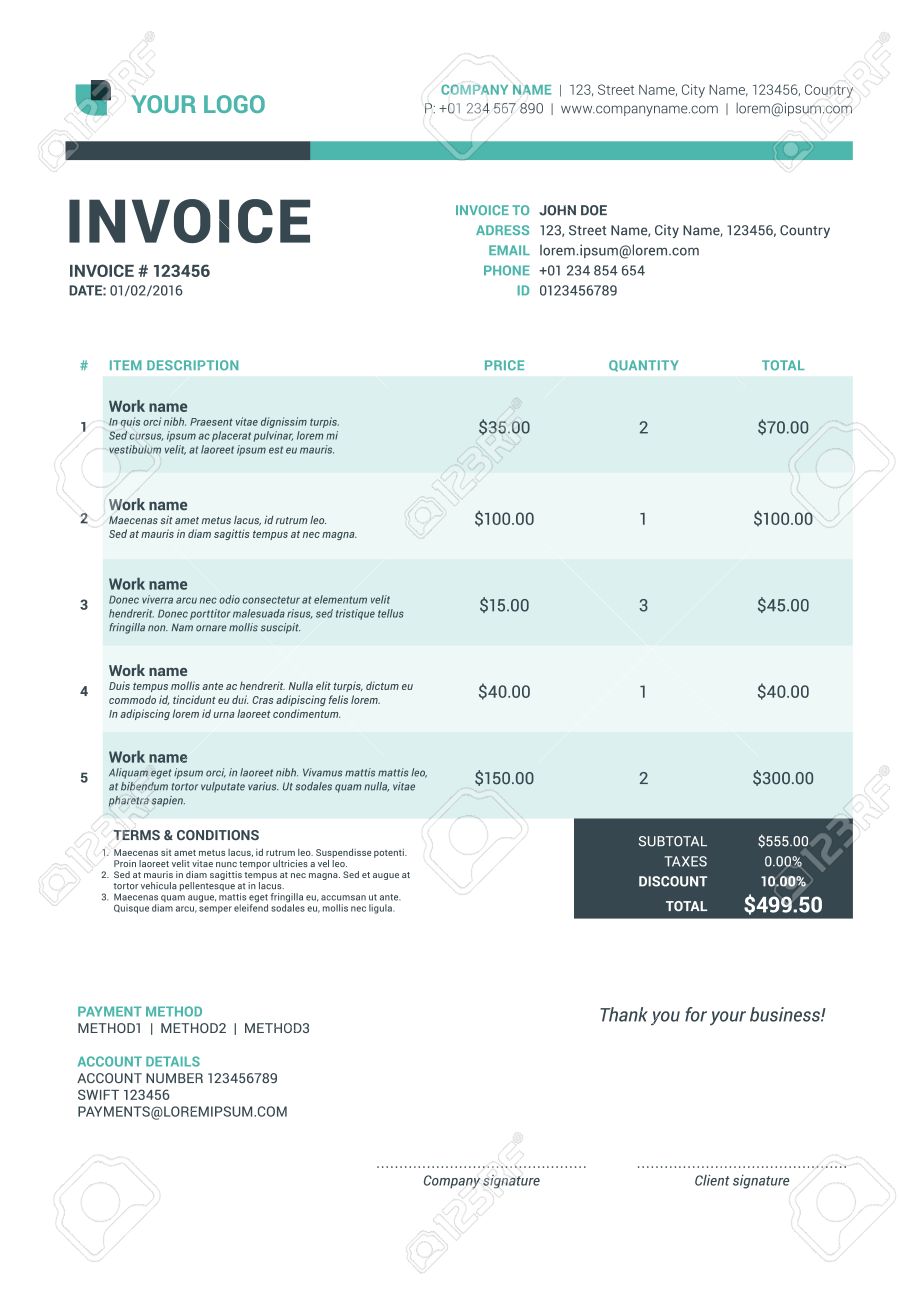 YOUR LOGO
COMPANY NAME | 123, Street Name, City Name, 123456, Country
P: +01 234 567 890 | www.companyname.com | lorem@ipsum.com
INVOICE
INVOICE # 123456
DATE: 01/02/2016
INVOICE TO JOHN DOE
ADRESS 123, Street Name, City Name, 123456, Country
EMAIL lorem.ipsum@lorem.com
PHONE +01 234 854 654
ID 0123456789
# ITEM DESCRIPTION PRICE QUANTITY TOTAL
Work name
In quis orci nibh. Praesent vitae dignissim turpis.
1 Sed cursus, ipsum ac placerat pulvinar, lorem mi $35.00 2 $70.00
vestibulum velit, at laoreet ipsum est eu mauris.
Work name
2 Maecenas sit amet metus lacus, id rutrum leo. $100.00 1 $100.00
Sed at mauris in diam sagittis tempus at nec magna.
Work name
Donec viverra arcu nec odio consectetur at elementum velit
3 hendrerit. Donec porttitor malesuada risus, sed tristique tellus $15.00 3 $45.00
fringilla non. Nam ornare mollis suscipit.
Work name
Duis tempus mollis ante ac hendrerit. Nulla elit turpis, dictum eu
4 commodo id, tincidunt eu dui. Cras adipiscing felis lorem. $40.00 1 $40.00
In adipiscing lorem id urna laoreet condimentum.
Work name
Aliquam eget ipsum orci, in laoreet nibh. Vivamus mattis mattis leo,
5 at bibendum tortor vulputate varius. Ut sodales quam nulla, vitae $150.00 2 $300.00
pharetra sapien.
TERMS & CONDITIONS
1. Maecenas sit amet metus lacus, id rutrum leo. Suspendisse potenti.
Proin laoreet velit vitae nunc tempor ultricies a vel leo.
2. Sed at mauris in diam sagittis tempus at nec magna. Sed et augue at
tortor vehicula pellentesque at in lacus.
3. Maecenas quam augue, mattis eget fringilla eu, accumsan ut ante.
Quisque diam arcu, semper eleifend sodales eu, mollis nec ligula.
SUBTOTAL $555.00
TAXES 0.00%
DISCOUNT 10.00%
TOTAL $499.50
PAYMENT METHOD
METHOD1 | METHOD2 | METHOD3
Thank you for your business!
ACCOUNT DETAILS
ACCOUNT NUMBER 123456789
SWIFT 123456
PAYMENTS@LOREMIPSUM.COM
Company signature
Client signature
123RF
123RF
123RF
123RF
123RF
123RF